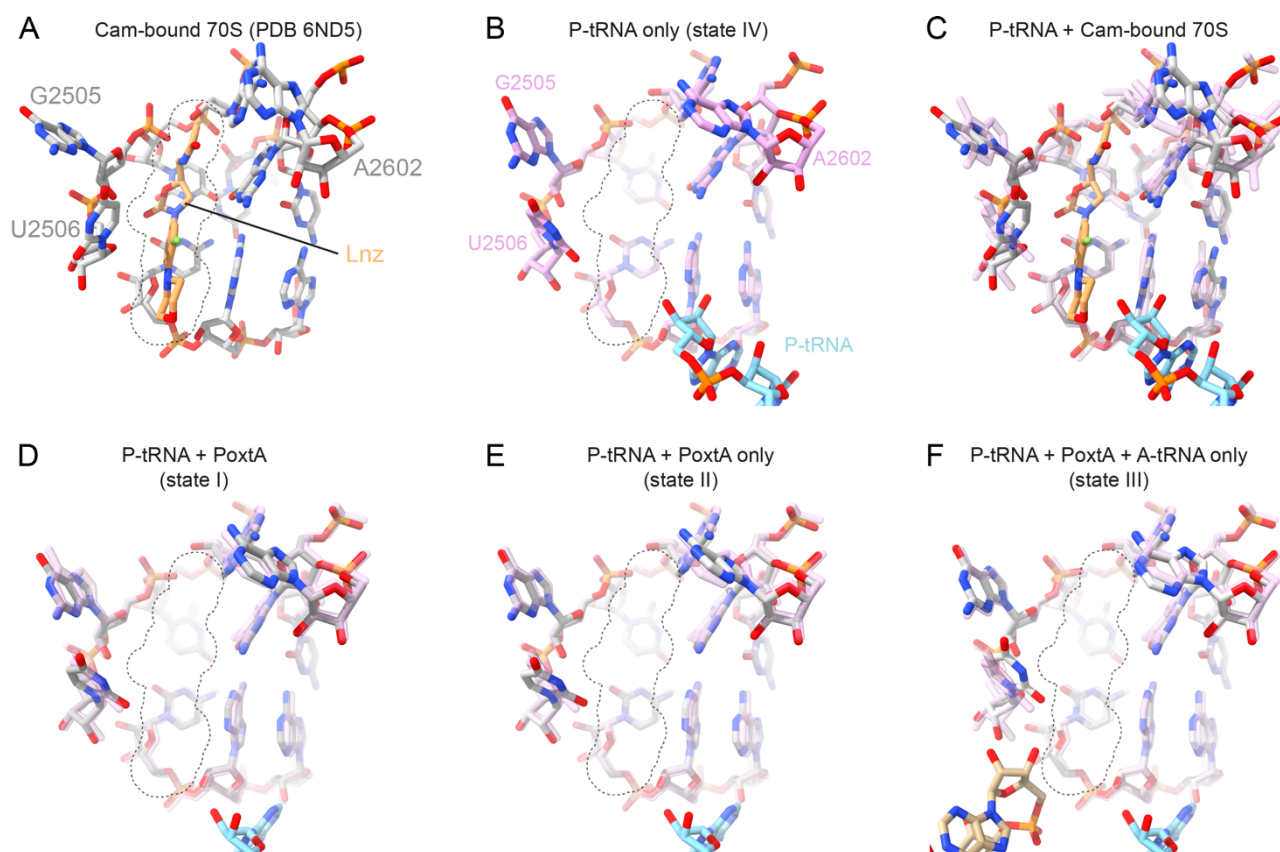 A Cam-bound 70S (PDB 6ND5)
G2505
A2602
U2506
Lnz
B P-tRNA only (state IV)
G2505
A2602
U2506
P-tRNA
C P-tRNA + Cam-bound 70S
D P-tRNA + PoxtA
(state I)
E P-tRNA + PoxtA only
(state II)
F P-tRNA + PoxtA + A-tRNA only
(state III)